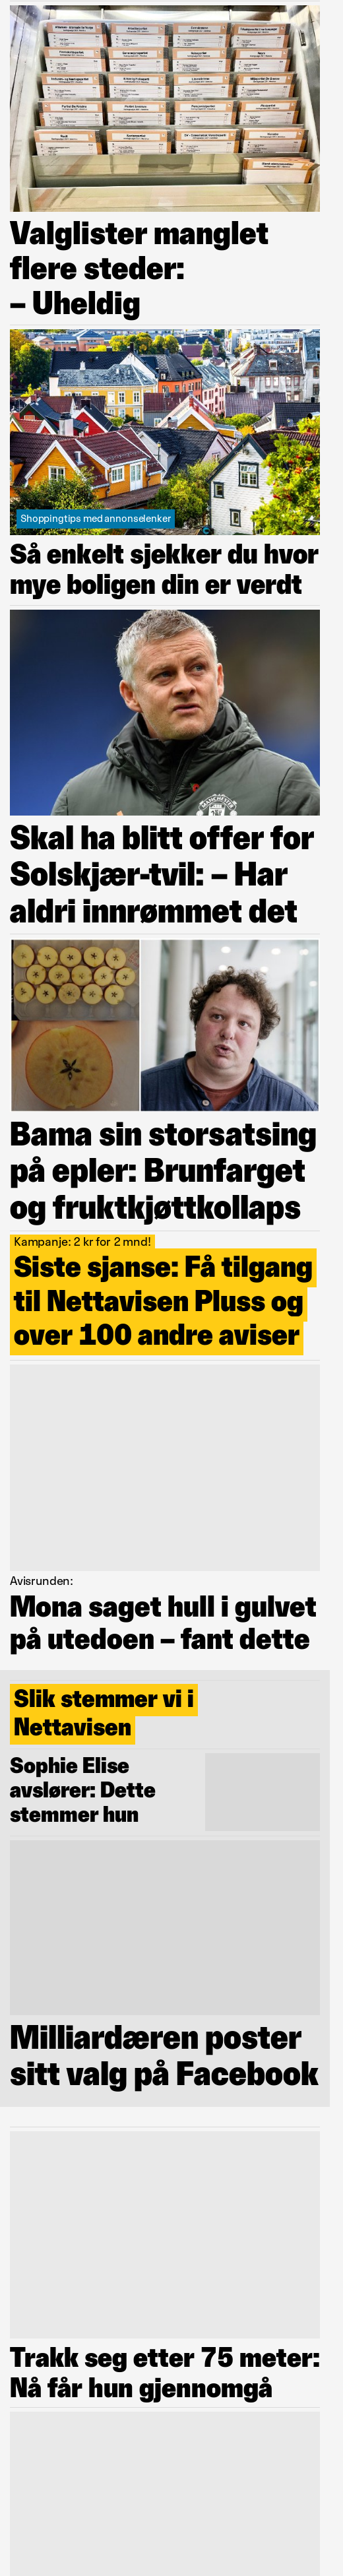 Valglister manglet
flere steder:
– Uheldig
Shoppingtips med annonselenker
Så enkelt sjekker du hvor
mye boligen din er verdt
Skal ha blitt offer for
Solskjær-tvil: – Har
aldri innrømmet det
Bama sin storsatsing
på epler: Brunfarget
og fruktkjøttkollaps
Kampanje: 2 kr for 2 mnd!
Siste sjanse: Få tilgang
til Nettavisen Pluss og
over 100 andre aviser
Avisrunden:
Mona saget hull i gulvet
på utedoen – fant dette
Slik stemmer vi i
Nettavisen
Sophie Elise
avslører: Dette
stemmer hun
Milliardæren poster
sitt valg på Facebook
Trakk seg etter 75 meter:
Nå får hun gjennomgå